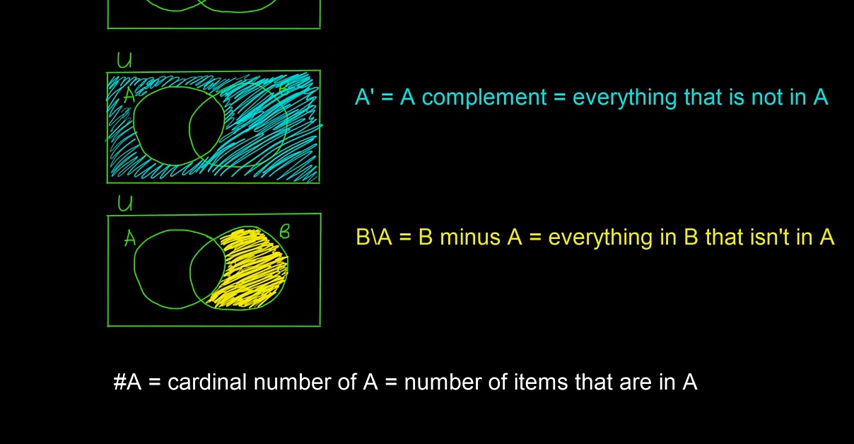 U
A B
A' = A complement = everything that is not in A
U
A B
B\A = B minus A = everything in B that isn't in A
#A = cardinal number of A = number of items that are in A